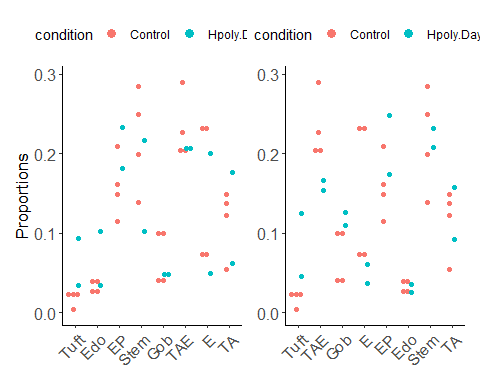 condition Control Hpoly.D condition Control Hpoly.Day
0.3 0.3
0.2 0.2
0.1 0.1
0.0 0.0
Proportions
Tuft Edo EP Stem Gob TAE E TA Tuft TAE Gob E EP Edo Stem TA